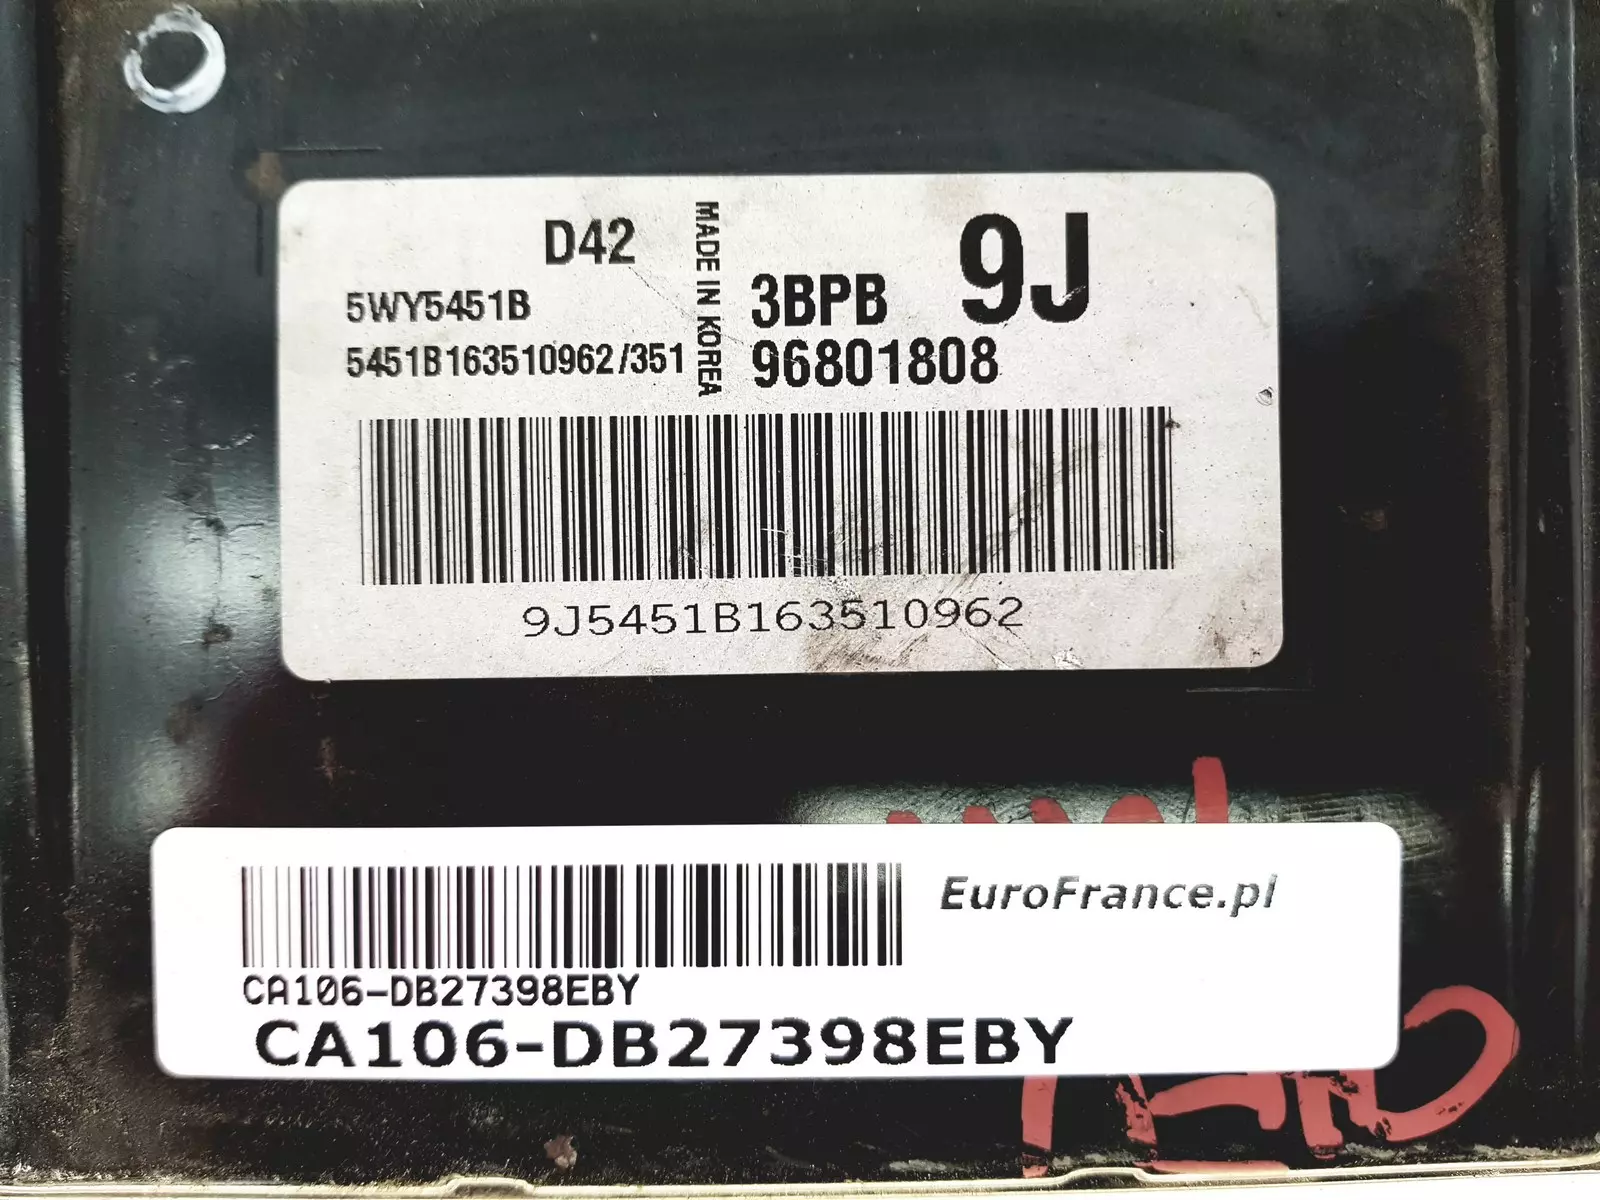 D42
5WY5451B
5451B163510962/351
MADE IN KOREA
3BPB 9J
96801808
9J5451B163510962
EuroFrance.pl
CA106-DB27398EBY
CA106-DB27398EBY